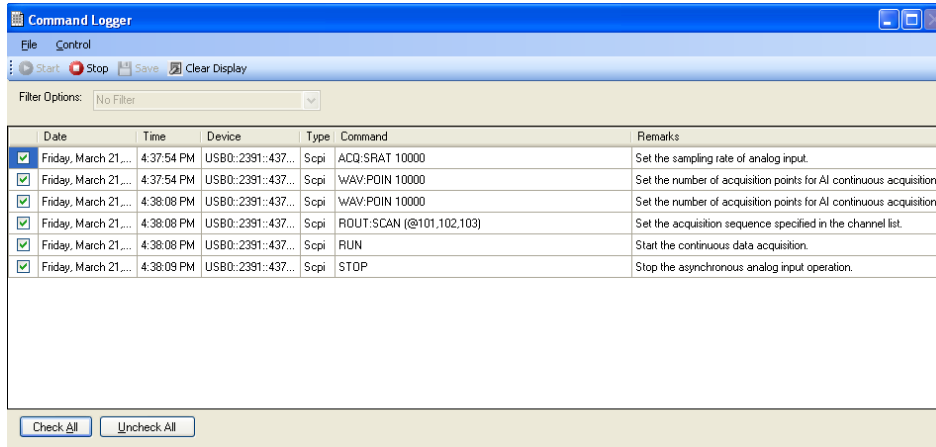 Command Logger
File Control
Start Stop Save Clear Display
Filter Options: No Filter
Date Time Device Type Command Remarks
Friday, March 21,... 4:37:54 PM USB0::2391::437... Scpi ACQ:SRAT 10000 Set the sampling rate of analog input.
Friday, March 21,... 4:37:54 PM USB0::2391::437... Scpi WAV:POIN 10000 Set the number of acquisition points for AI continuous acquisition
Friday, March 21,... 4:38:08 PM USB0::2391::437... Scpi WAV:POIN 10000 Set the number of acquisition points for AI continuous acquisition
Friday, March 21,... 4:38:08 PM USB0::2391::437... Scpi ROUT:SCAN (@101,102,103) Set the acquisition sequence specified in the channel list.
Friday, March 21,... 4:38:08 PM USB0::2391::437... Scpi RUN Start the continuous data acquisition.
Friday, March 21,... 4:38:09 PM USB0::2391::437... Scpi STOP Stop the asynchronous analog input operation.
Check All Uncheck All